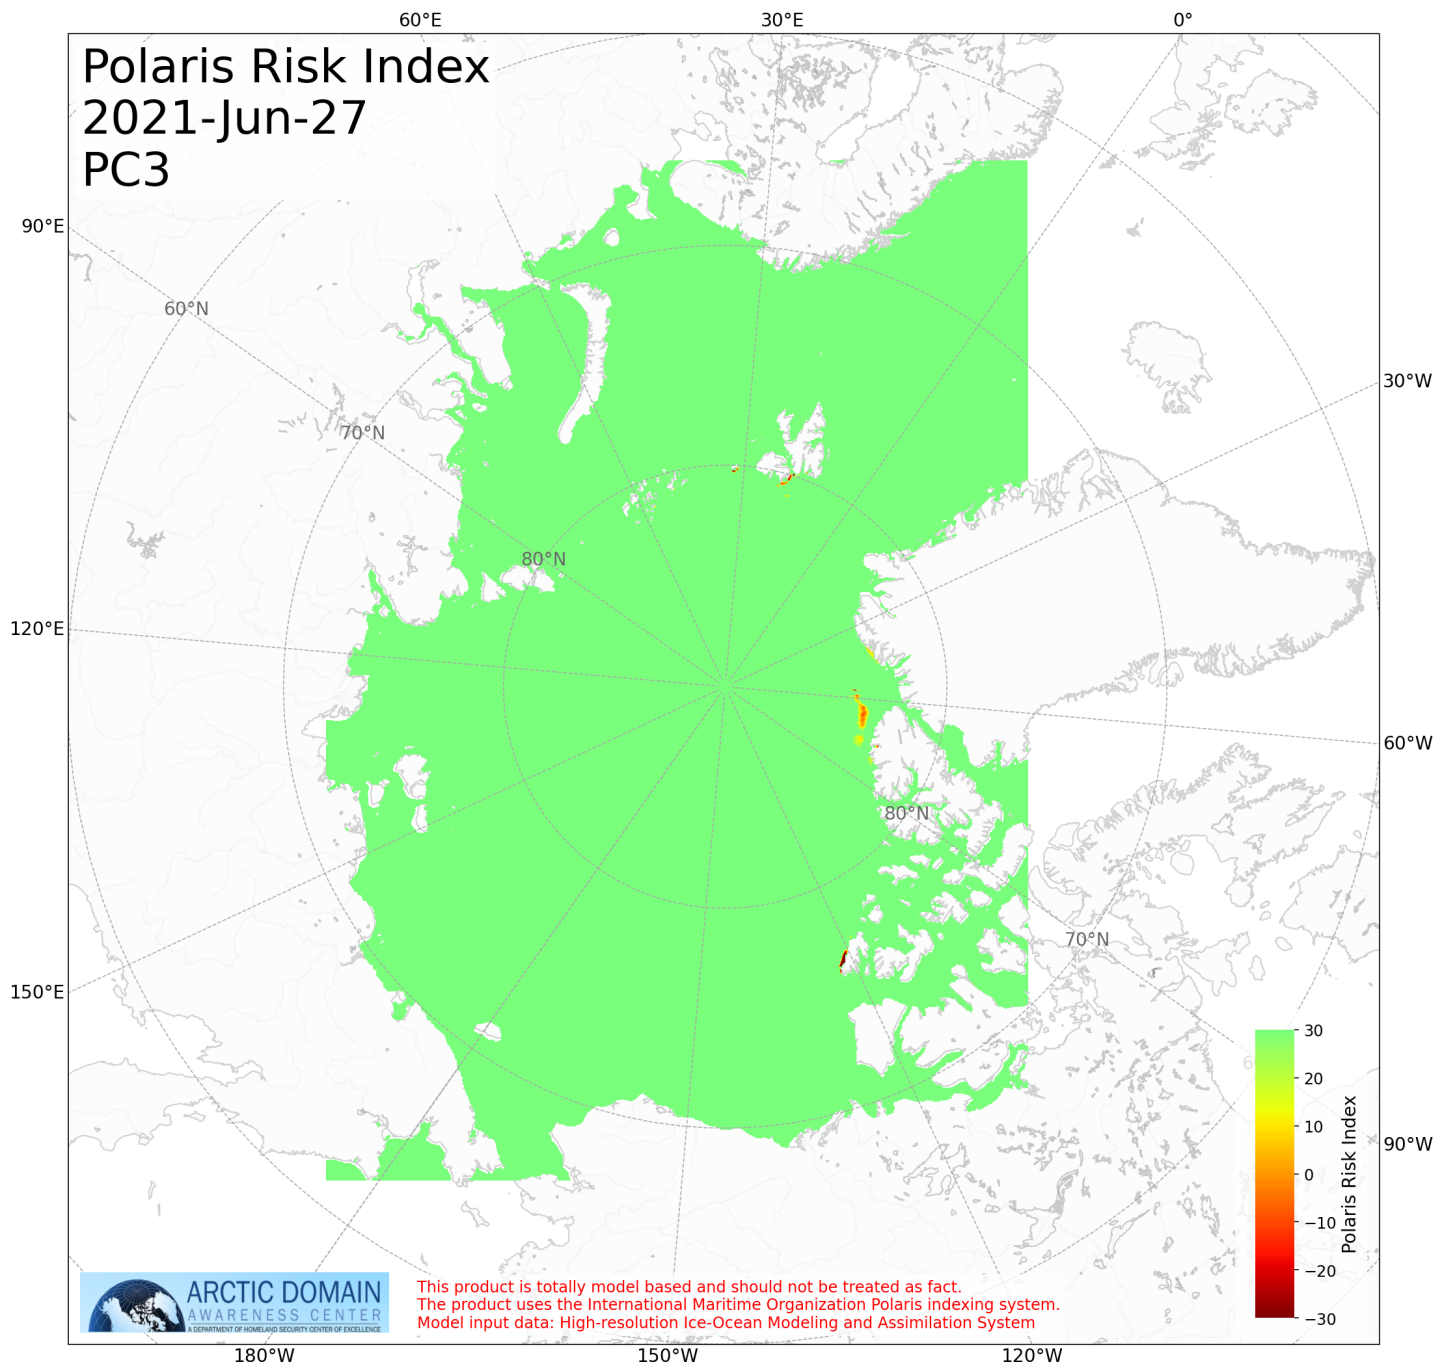 60°E 30°E 0°
Polaris Risk Index
2021-Jun-27
PC3
90°E
60°N
30°W
70°N
80°N
120°E
60°W
80°N
70°N
150°E
30
20
10
0
−10
−20
−30
Polaris Risk Index
90°W
ARCTIC DOMAIN
AWARENESS CENTER
A DEPARTMENT OF HOMELAND SECURITY CENTER OF EXCELLENCE
This product is totally model based and should not be treated as fact.
The product uses the International Maritime Organization Polaris indexing system.
Model input data: High-resolution Ice-Ocean Modeling and Assimilation System
180°W 150°W 120°W